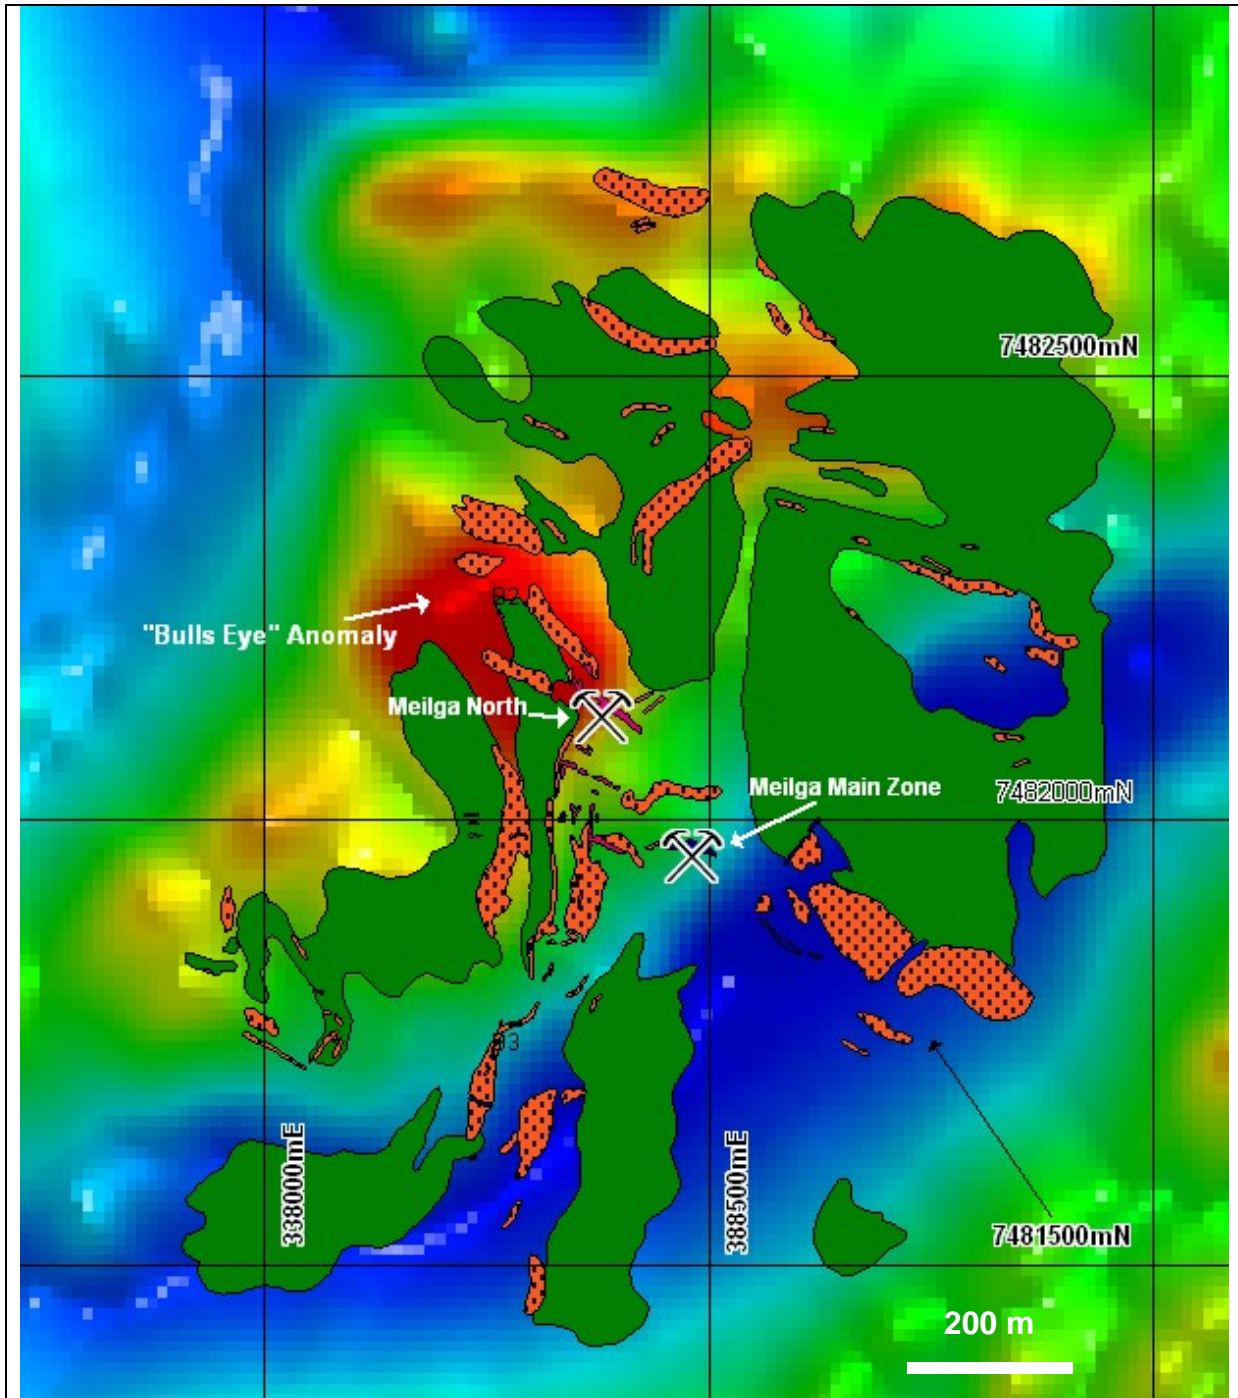 7482500mN
"Bulls Eye" Anomaly
Meilga North
Meilga Main Zone
7482000mN
338000mE
388500mE
7481500mN
200 m